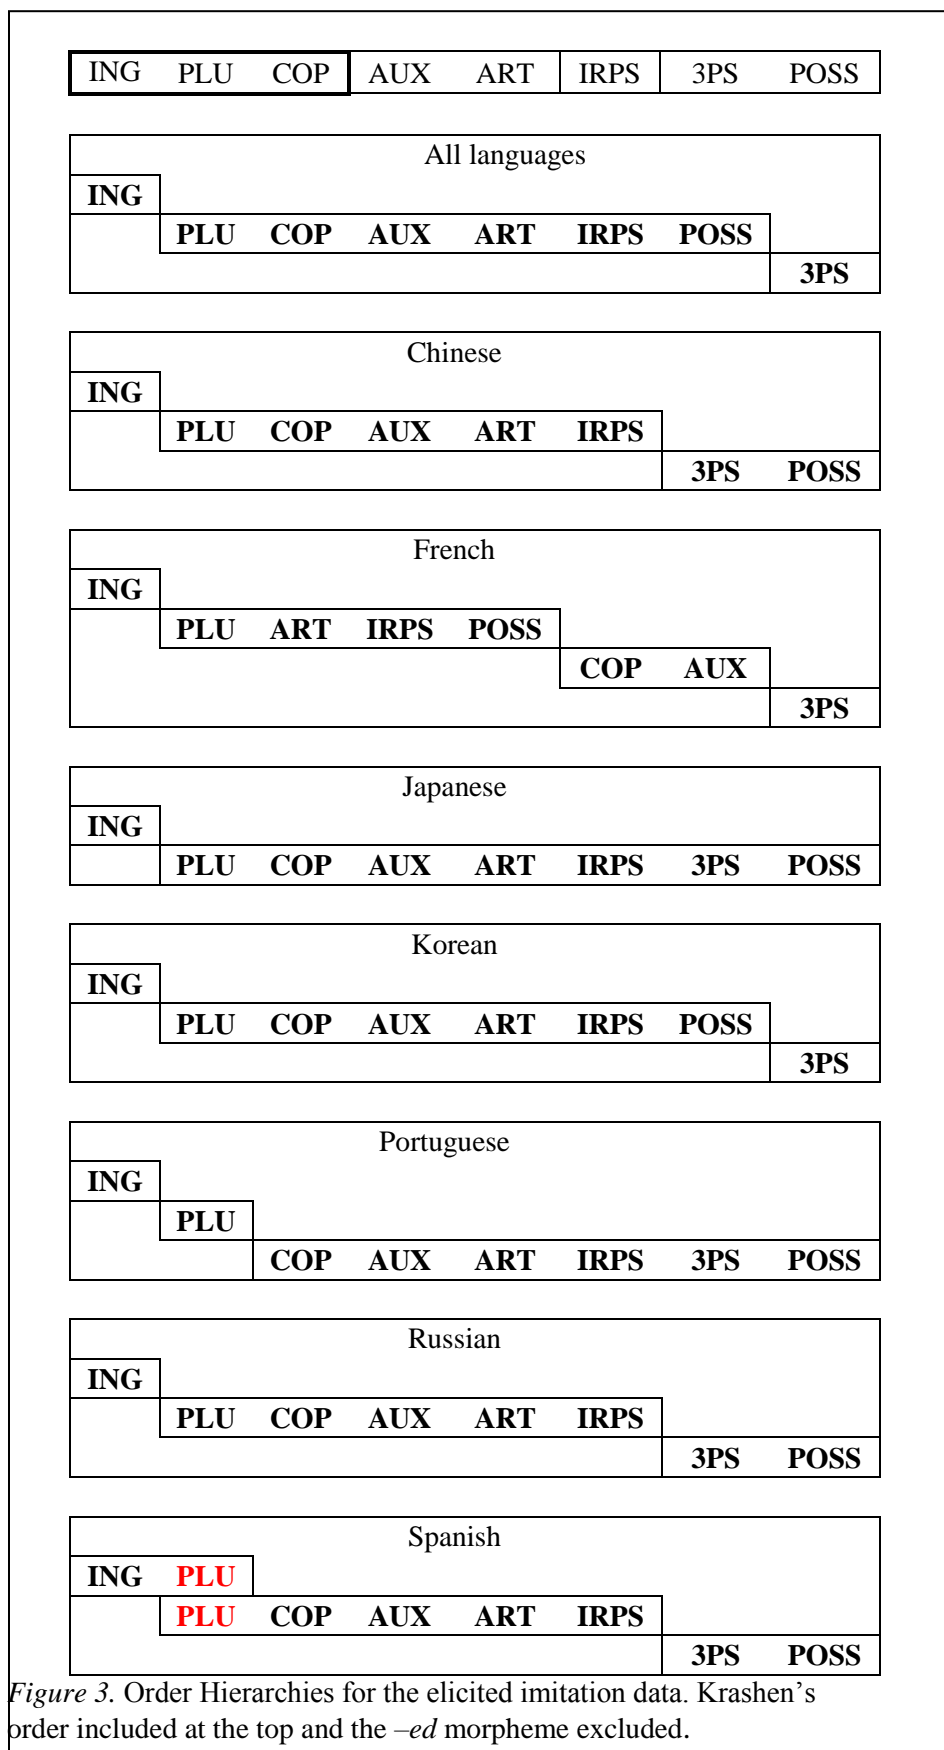 ING PLU COP AUX ART IRPS 3PS POSS
All languages
ING
PLU COP AUX ART IRPS POSS
3PS
Chinese
ING
PLU COP AUX ART IRPS
3PS POSS
French
ING
PLU ART IRPS POSS
COP AUX
3PS
Japanese
ING
PLU COP AUX ART IRPS 3PS POSS
Korean
ING
PLU COP AUX ART IRPS POSS
3PS
Portuguese
ING
PLU
COP AUX ART IRPS 3PS POSS
Russian
ING
PLU COP AUX ART IRPS
3PS POSS
Spanish
ING PLU
PLU COP AUX ART IRPS
3PS POSS
Figure 3. Order Hierarchies for the elicited imitation data. Krashen's
order included at the top and the –ed morpheme excluded.